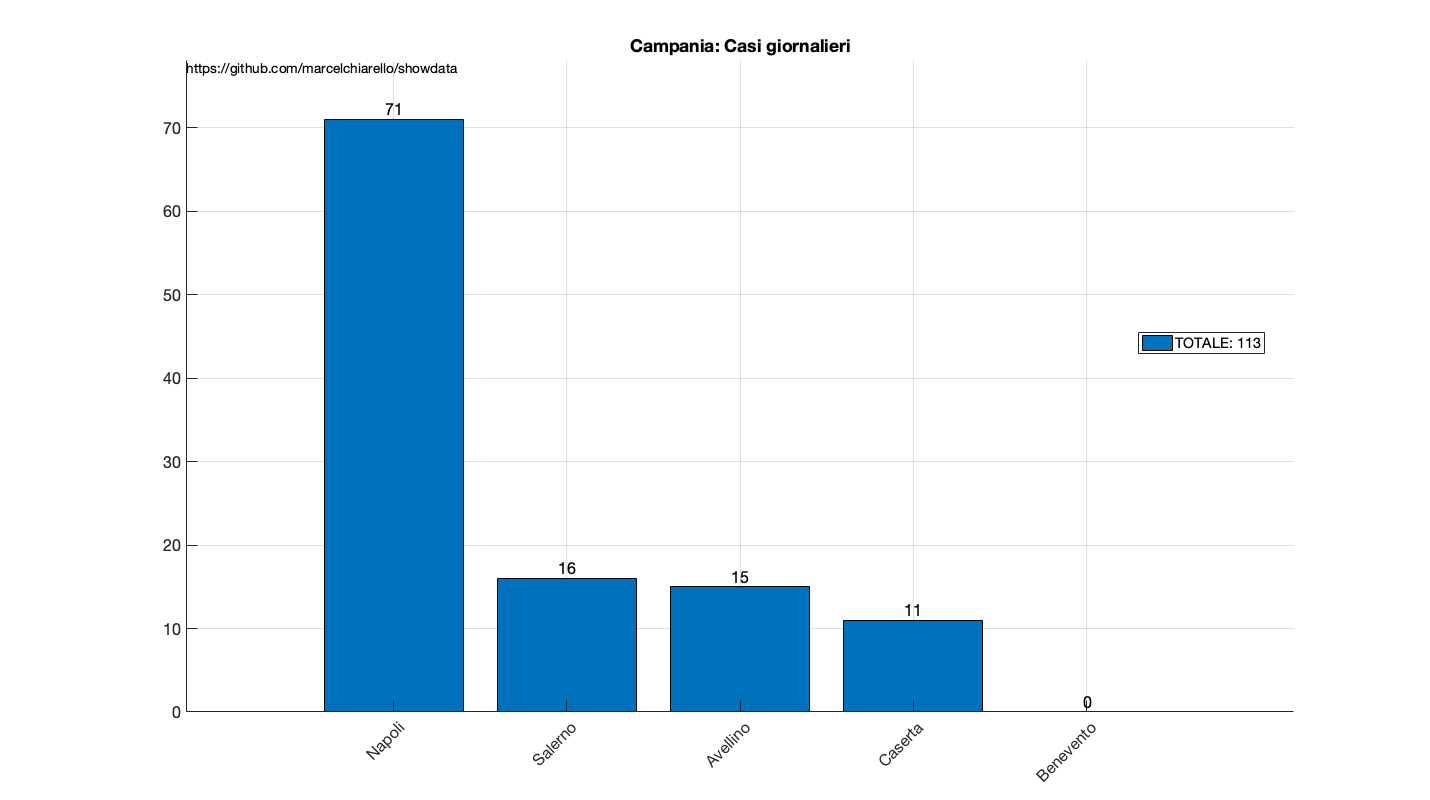 Campania: Casi giornalieri
https://github.com/marcelchiarello/showdata
71
70
60
50
TOTALE: 113
40
30
20
16
15
11
10
0
0
Napoli
Salerno
Avellino
Caserta
Benevento